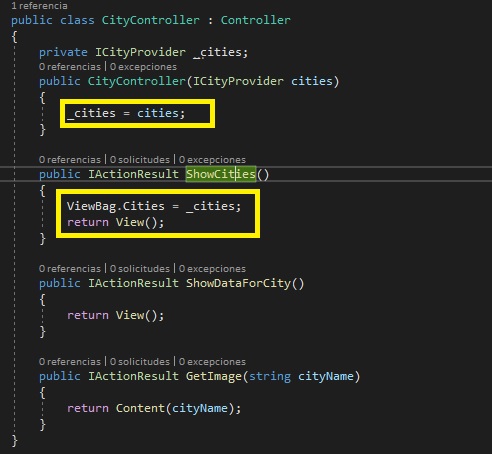 1 referencia
public class CityController : Controller
{
private ICityProvider _cities;
0 referencias | 0 excepciones
public CityController(ICityProvider cities)
{
_cities = cities;
}
0 referencias | 0 solicitudes | 0 excepciones
public IActionResult ShowCities()
{
ViewBag.Cities = _cities;
return View();
}
0 referencias | 0 solicitudes | 0 excepciones
public IActionResult ShowDataForCity()
{
return View();
}
0 referencias | 0 solicitudes | 0 excepciones
public IActionResult GetImage(string cityName)
{
return Content(cityName);
}
}